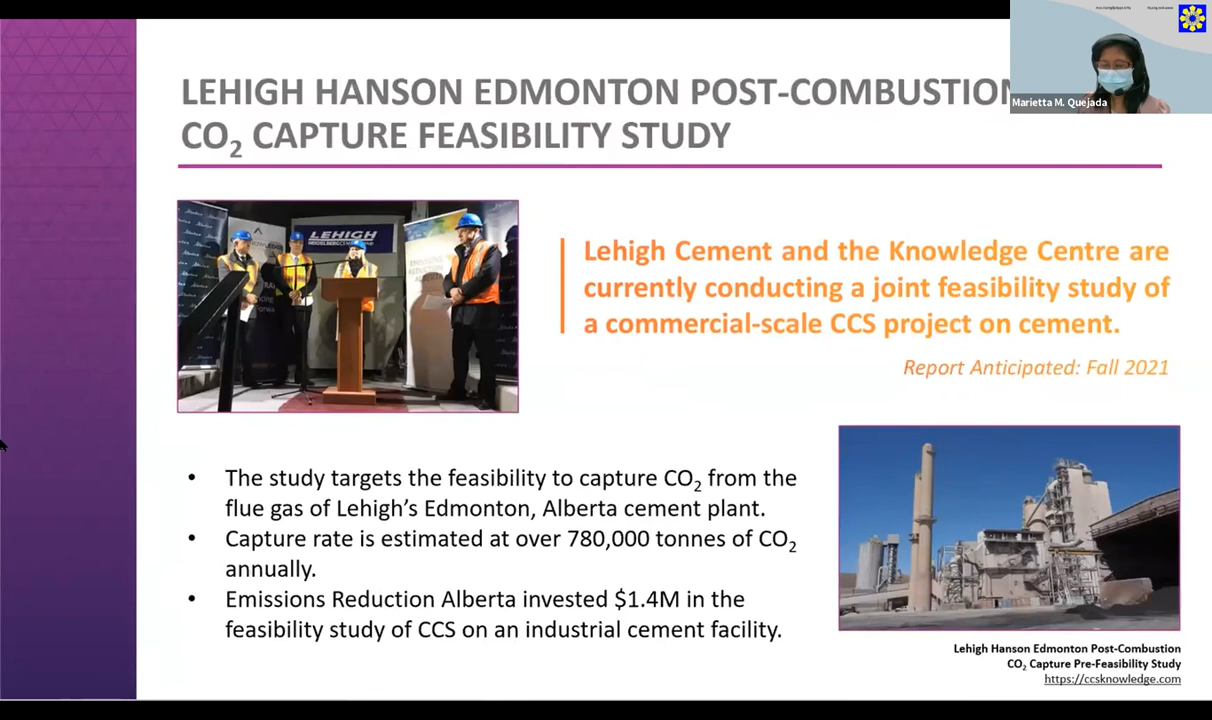 LEHIGH HANSON EDMONTON POST-COMBUSTION
CO₂ CAPTURE FEASIBILITY STUDY
Marietta M. Quejada
LEHIGH
Lehigh Cement and the Knowledge Centre are
currently conducting a joint feasibility study of
a commercial-scale CCS project on cement.
Report Anticipated: Fall 2021
• The study targets the feasibility to capture CO₂ from the
flue gas of Lehigh's Edmonton, Alberta cement plant.
• Capture rate is estimated at over 780,000 tonnes of CO₂
annually.
• Emissions Reduction Alberta invested $1.4M in the
feasibility study of CCS on an industrial cement facility.
Lehigh Hanson Edmonton Post-Combustion
CO₂ Capture Pre-Feasibility Study
https://ccsknowledge.com